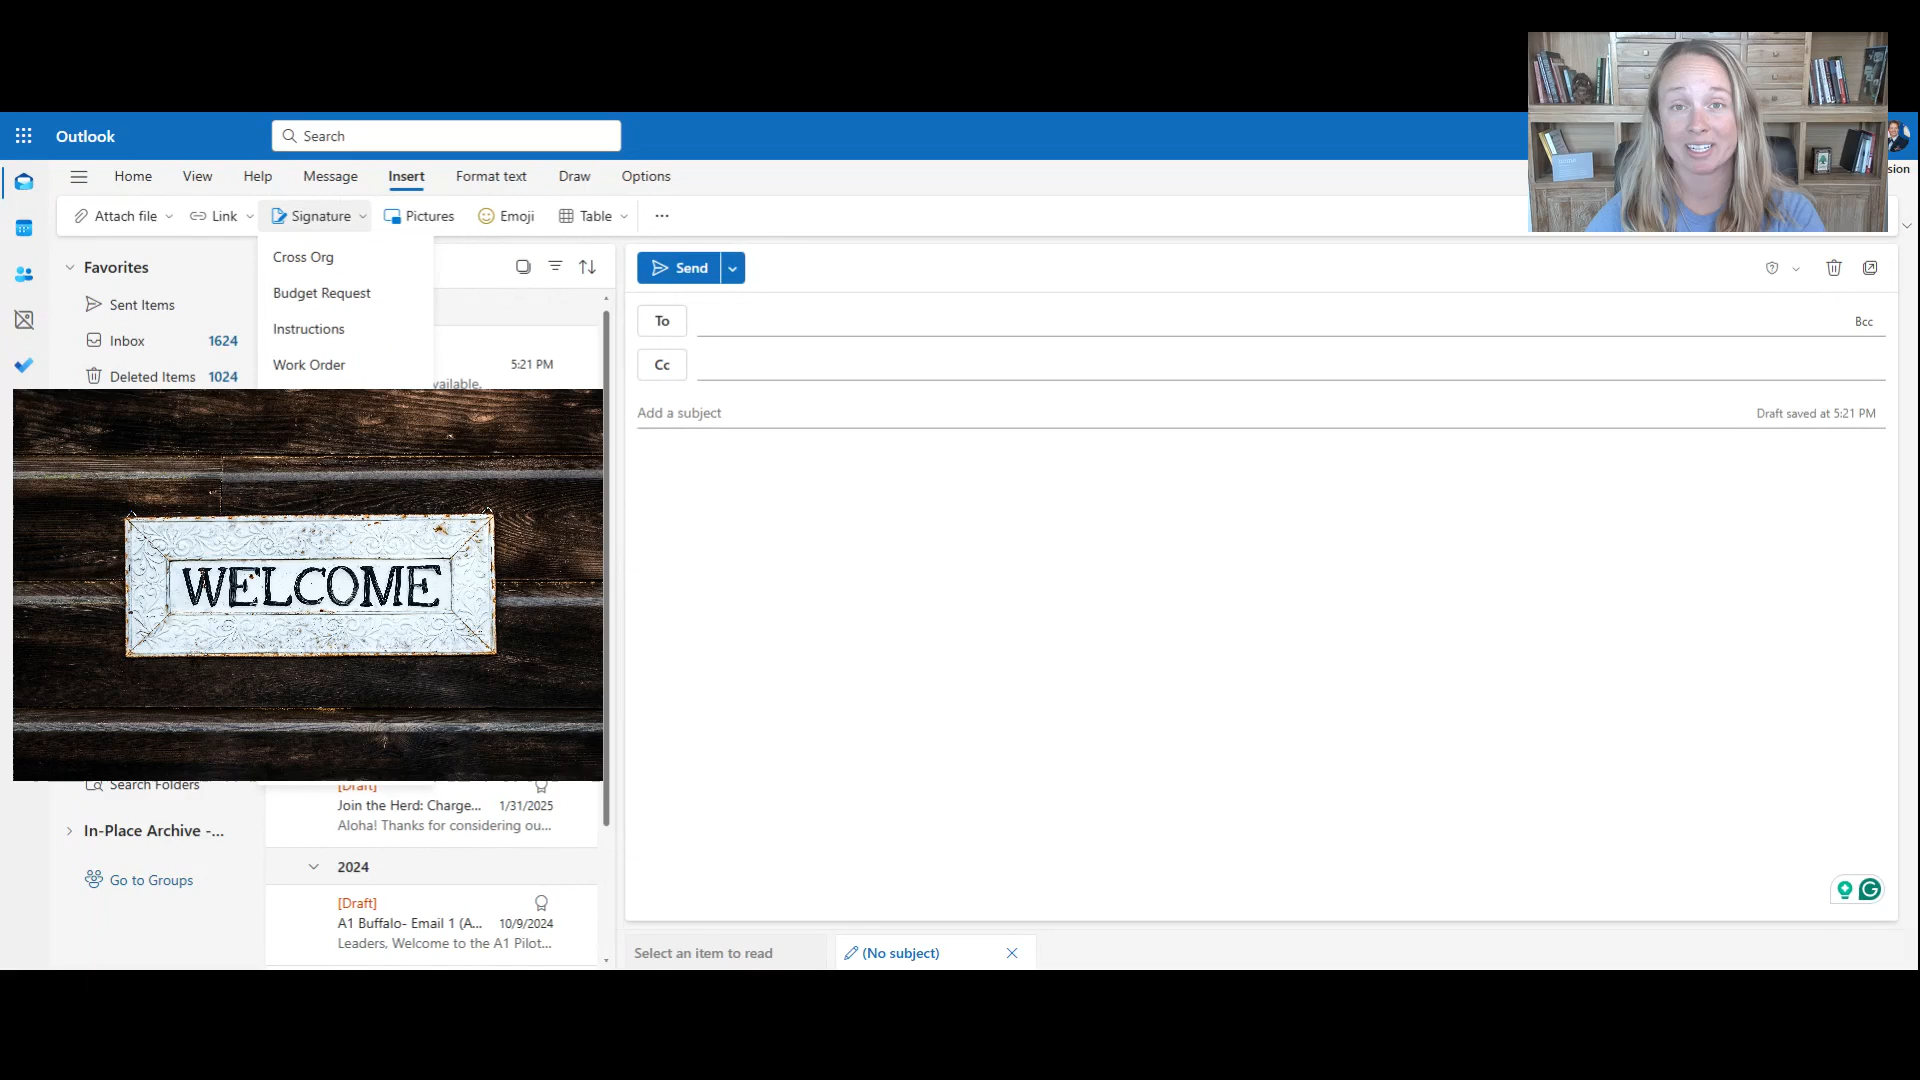 Outlook
Search
sion
Home View Help Message Insert Format text Draw Options
Attach file Link Signature Pictures Emoji Table ...
Cross Org
Budget Request
Instructions
Work Order
Favorites
Sent Items
Inbox 1624
Deleted Items 1024
5:21 PM
vailable.
WELCOME
Search Folders
In-Place Archive -...
Go to Groups
[Draft]
Join the Herd: Charge... 1/31/2025
Aloha! Thanks for considering ou...
2024
[Draft]
A1 Buffalo- Email 1 (A... 10/9/2024
Leaders, Welcome to the A1 Pilot...
Send
To Bcc
Cc
Add a subject Draft saved at 5:21 PM
Select an item to read
(No subject)